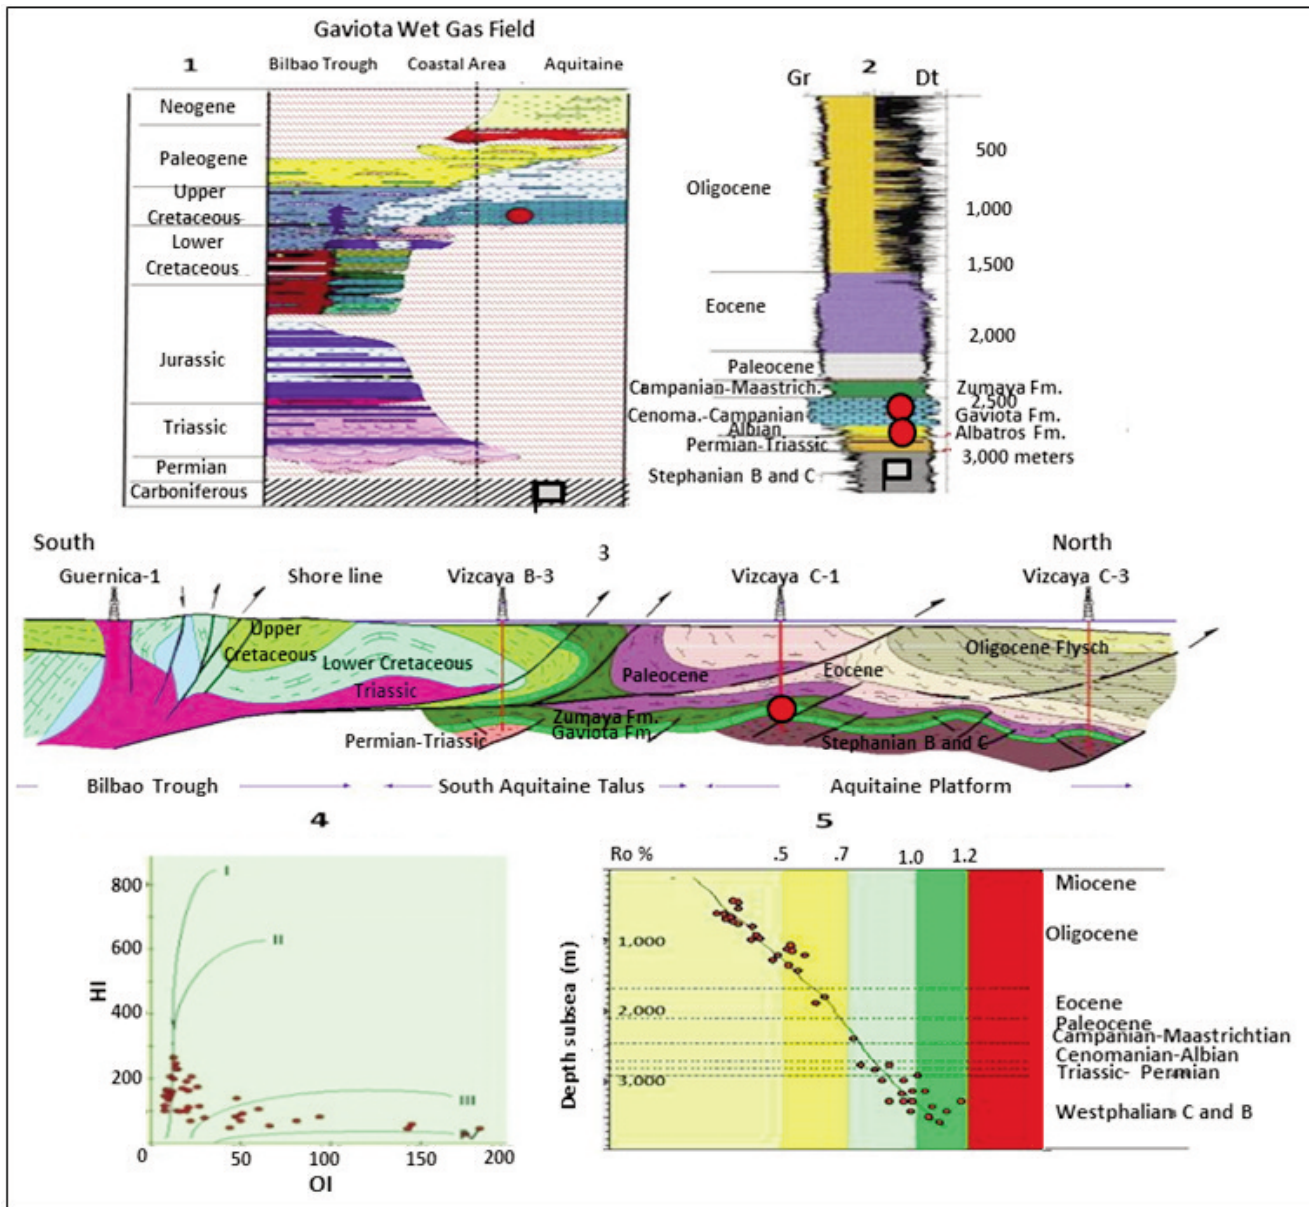 Gaviota Wet Gas Field
1
Bilbao Trough Coastal Area Aquitaine
Neogene
Paleogene
Upper
Cretaceous
Lower
Cretaceous
Jurassic
Triassic
Permian
Carboniferous
2
Gr Dt
500
Oligocene
1,000
1,500
Eocene
2,000
Paleocene
Campanian-Maastrich. Zumaya Fm.
2,500
Cenoma.-Campanian Gaviota Fm.
Albian Albatros Fm.
Permian-Triassic
3,000 meters
Stephanian B and C
South 3 North
Guernica-1 Shore line Vizcaya B-3 Vizcaya C-1 Vizcaya C-3
Upper
Cretaceous
Lower Cretaceous
Oligocene Flysch
Paleocene Eocene
Triassic
Zumaya Fm.
Gaviota Fm
Permian-Triassic Stephanian B and C
Bilbao Trough South Aquitaine Talus Aquitaine Platform
4
I
800
II
600
HI
400
200
III
IV
0 50 100 150 200
OI
5
Ro % .5 .7 1.0 1.2
Miocene
Oligocene
1,000
Depth subsea (m)
Eocene
2,000
Paleocene
Campanian-Maastrichtian
Cenomanian-Albian
Triassic- Permian
3,000
Westphalian C and B